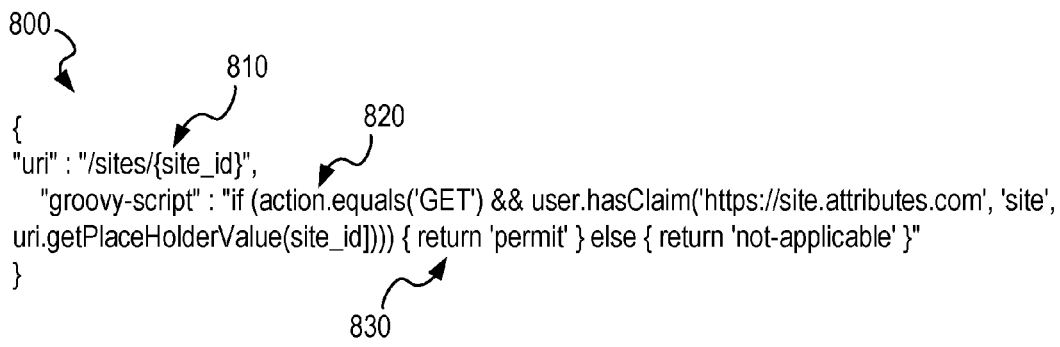 800
810
820
{
"uri" : "/sites/{site_id}",
"groovy-script" : "if (action.equals('GET') && user.hasClaim('https://site.attributes.com', 'site',
uri.getPlaceHolderValue(site_id]))) { return 'permit' } else { return 'not-applicable' }"
}
830